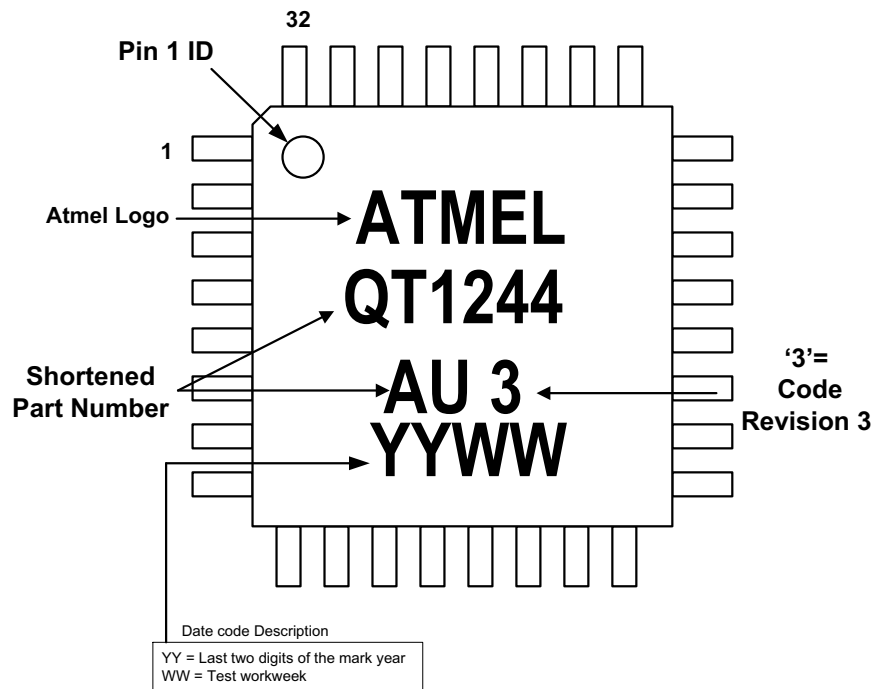 32
Pin 1 ID
1
Atmel Logo
ATMEL
QT1244
Shortened
Part Number
AU 3
‘3’=
Code
Revision 3
YYWW
Date code Description
YY = Last two digits of the mark year
WW = Test workweek